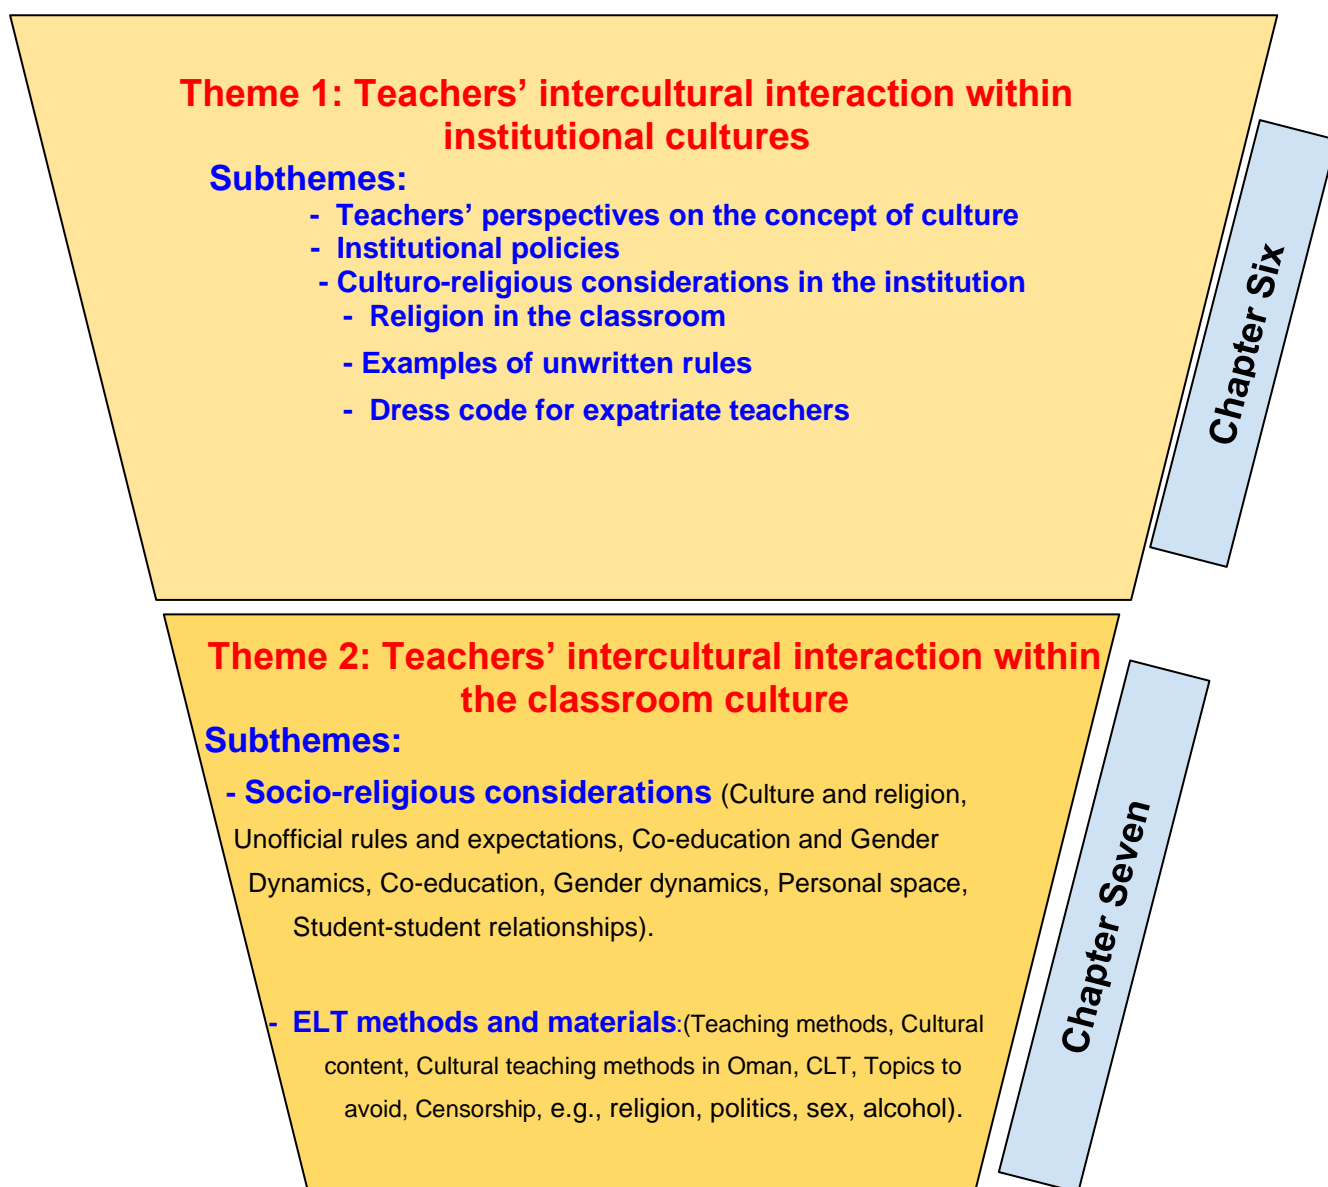 Theme 1: Teachers’ intercultural interaction within
institutional cultures
Subthemes:
- Teachers’ perspectives on the concept of culture
- Institutional policies
- Culturo-religious considerations in the institution
- Religion in the classroom
- Examples of unwritten rules
- Dress code for expatriate teachers
Chapter Six
Theme 2: Teachers’ intercultural interaction within
the classroom culture
Subthemes:
- Socio-religious considerations (Culture and religion,
Unofficial rules and expectations, Co-education and Gender
Dynamics, Co-education, Gender dynamics, Personal space,
Student-student relationships).
- ELT methods and materials:(Teaching methods, Cultural
content, Cultural teaching methods in Oman, CLT, Topics to
avoid, Censorship, e.g., religion, politics, sex, alcohol).
Chapter Seven